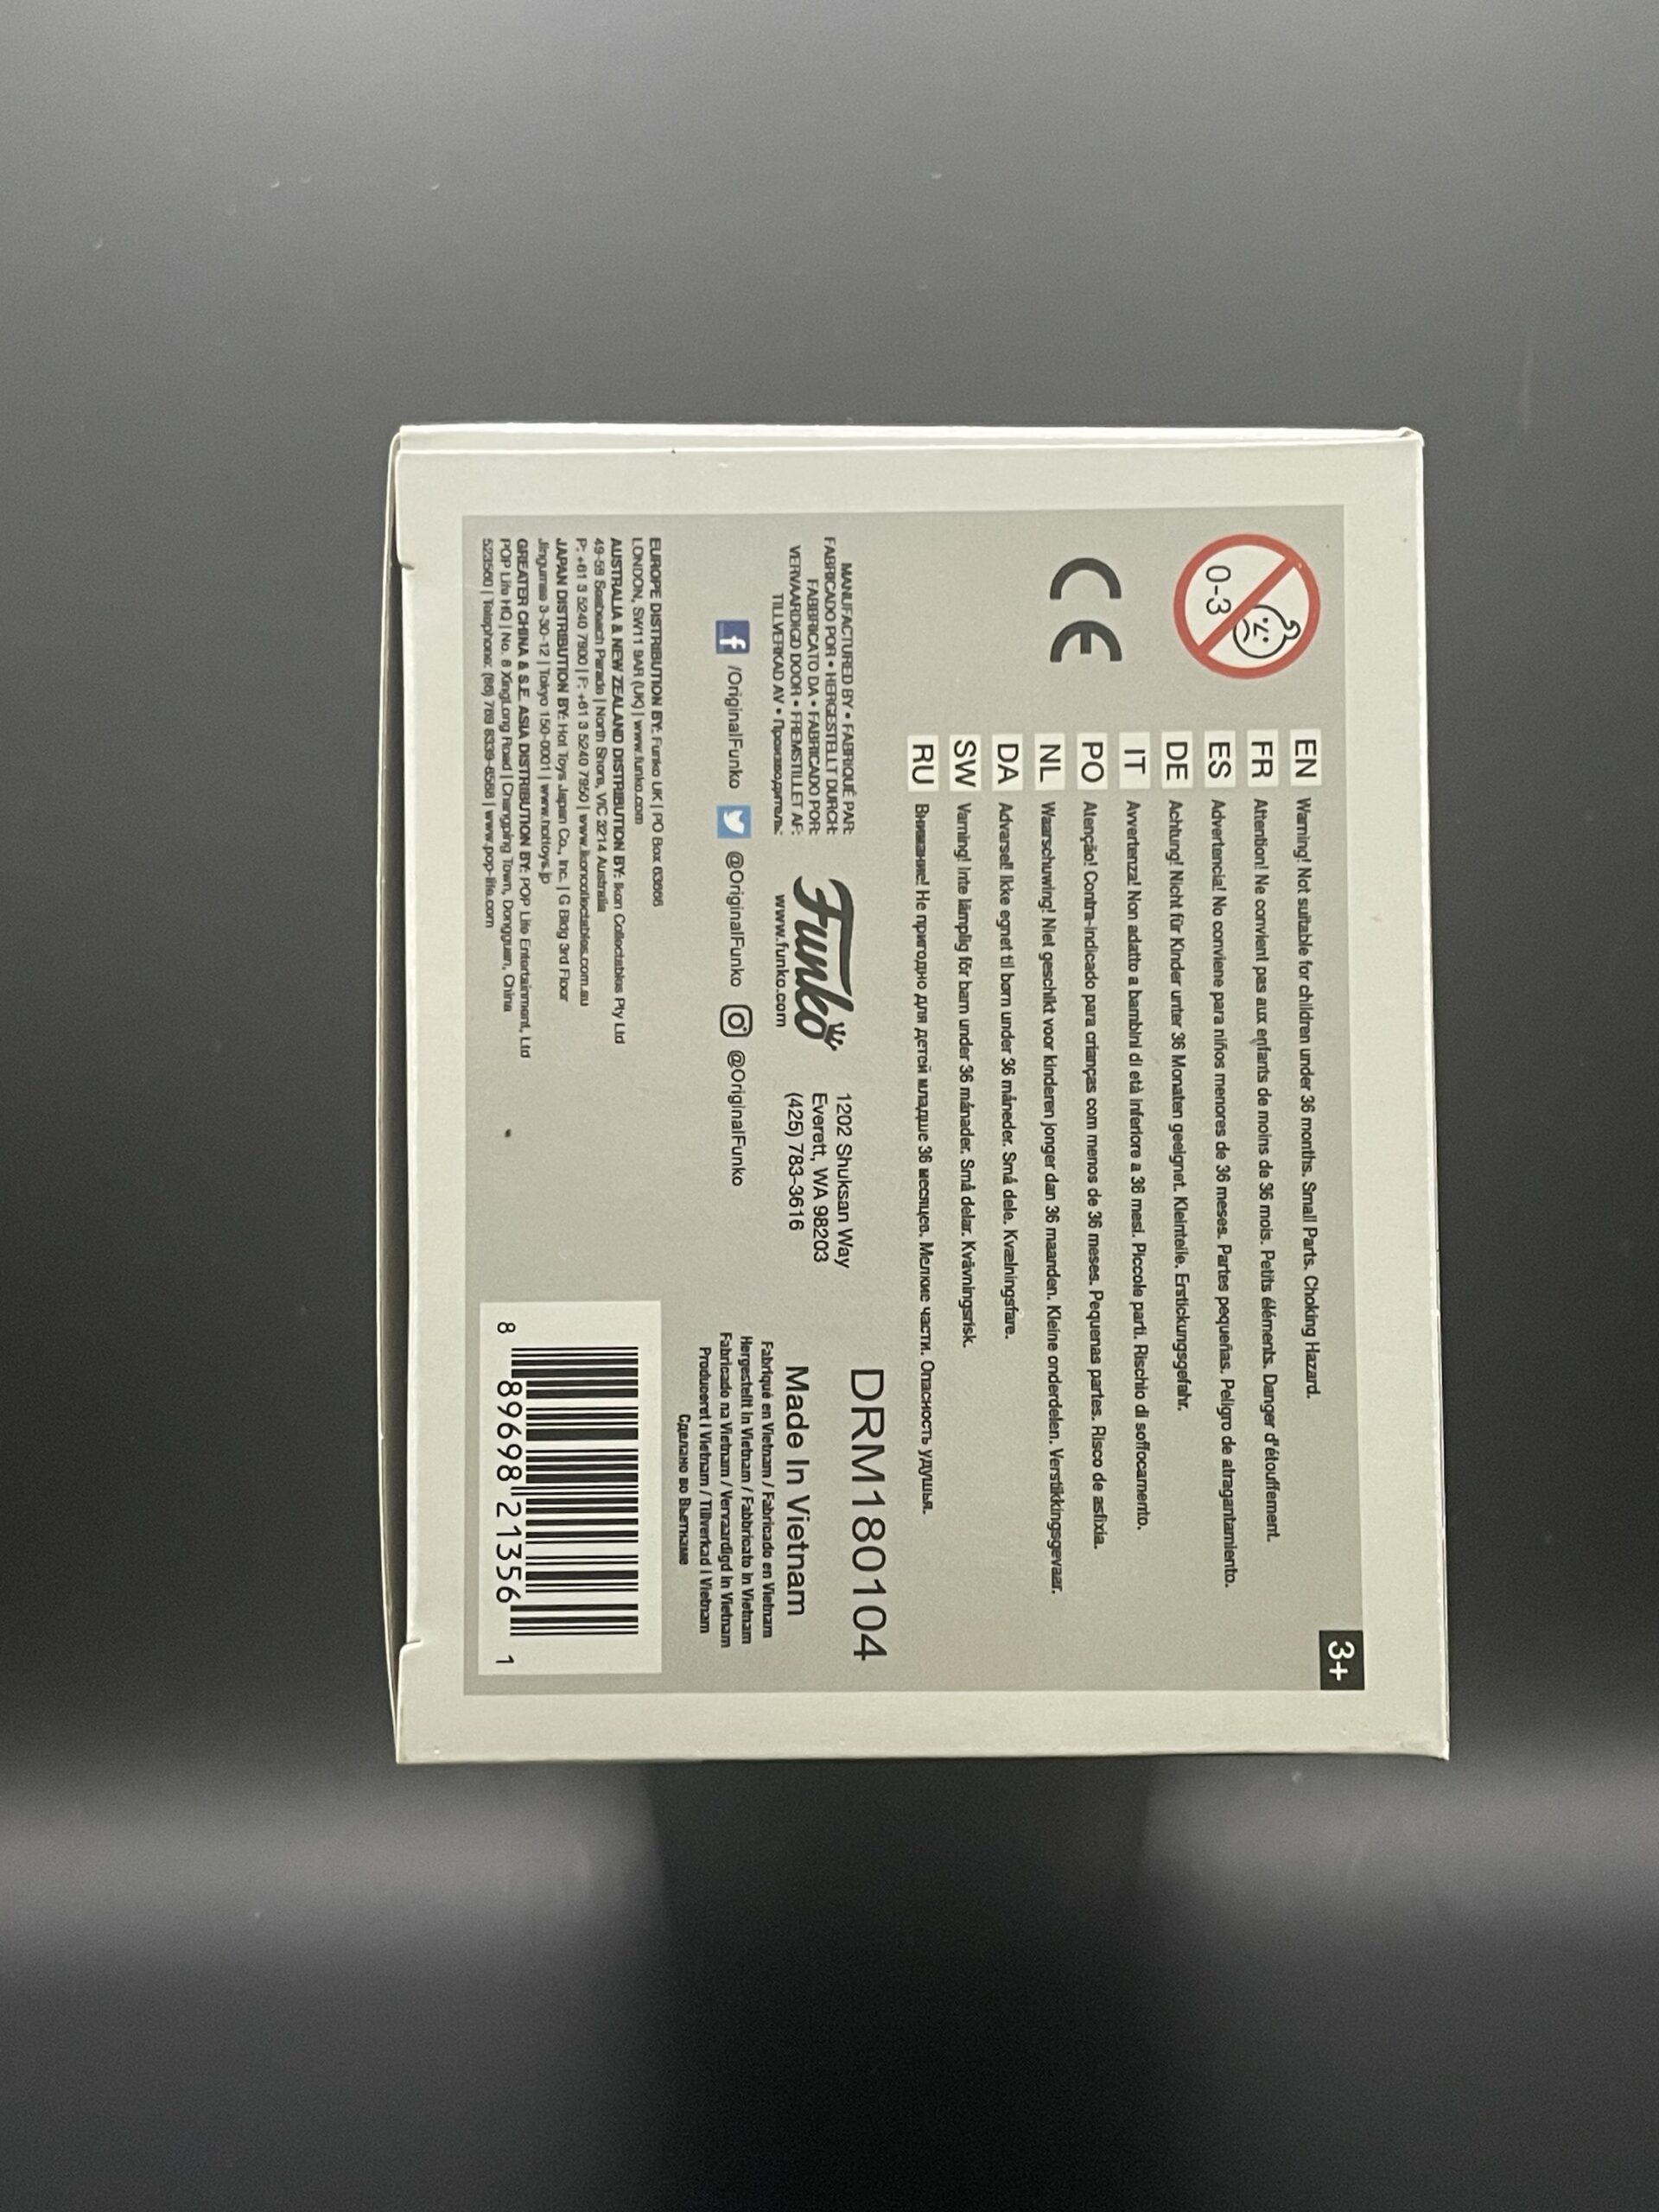 3+
0-3
EN Warning! Not suitable for children under 36 months. Small Parts. Choking Hazard.
FR Attention! Ne convient pas aux enfants de moins de 36 mois. Petits éléments. Danger d'étouffement.
ES Advertencia! No conviene para niños menores de 36 meses. Partes pequeñas. Peligro de atragantamiento.
DE Achtung! Nicht für Kinder unter 36 Monaten geeignet. Kleinteile. Erstickungsgefahr.
IT Avvertenza! Non adatto a bambini di età inferiore a 36 mesi. Piccole parti. Rischio di soffocamento.
PO Atenção! Contra-indicado para crianças com menos de 36 meses. Pequenas partes. Risco de asfixia.
NL Waarschuwing! Niet geschikt voor kinderen jonger dan 36 maanden. Kleine onderdelen. Verstikkingsgevaar.
DA Advarsel! Ikke egnet til børn under 36 måneder. Små dele. Kvælningsfare.
SW Varning! Inte lämplig för barn under 36 månader. Små delar. Kvävningsrisk.
RU Внимание! Не пригодно для детей младше 36 месяцев. Мелкие части. Опасность удушья.
CE
MANUFACTURED BY • FABRIQUÉ PAR:
FABRICADO POR • HERGESTELLT DURCH:
FABBRICATO DA • FABRICADO POR:
VERVAARDIGD DOOR • FREMSTILLET AF:
TILLVERKAD AV • Производитель:
Funko
www.funko.com
1202 Shuksan Way
Everett, WA 98203
(425) 783-3616
/OriginalFunko @OriginalFunko @OriginalFunko
DRM180104
Made In Vietnam
Fabriqué en Vietnam / Fabricado en Vietnam
Hergestellt in Vietnam / Fabbricato in Vietnam
Fabricado na Vietnam / Vervaardigd in Vietnam
Produceret i Vietnam / Tillverkad i Vietnam
Сделано во Вьетнаме
EUROPE DISTRIBUTION BY: Funko UK | PO Box 63666
LONDON, SW11 9AR (UK) | www.funko.com
AUSTRALIA & NEW ZEALAND DISTRIBUTION BY: Ikon Collectables Pty Ltd
49-59 Seabeach Parade | North Shore, VIC 3214 Australia
P: +61 3 5240 7900 | F: +61 3 5240 7950 | www.ikoncollectables.com.au
JAPAN DISTRIBUTION BY: Hot Toys Japan Co., Inc. | G Bldg 3rd Floor
Jingumae 3-30-12 | Tokyo 150-0001 | www.hottoys.jp
GREATER CHINA & S.E. ASIA DISTRIBUTION BY: POP Life Entertainment, Ltd
POP Life HQ | No. 8 XingLong Road | Changping Town, Dongguan, China
523560 | Telephone: (86) 769 8339-6588 | www.pop-life.com
8 89698 21356 1